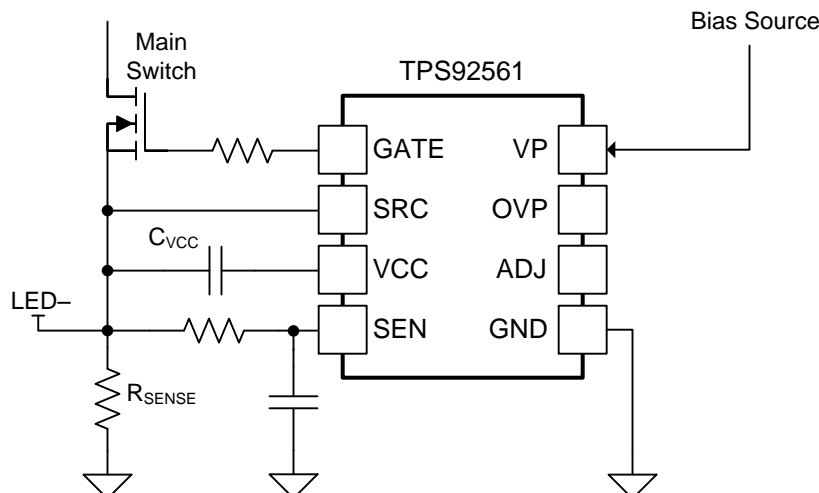 Bias Source
Main
Switch
TPS92561
GATE
VP
SRC
OVP
CVCC
VCC
ADJ
LED–
SEN
GND
RSENSE